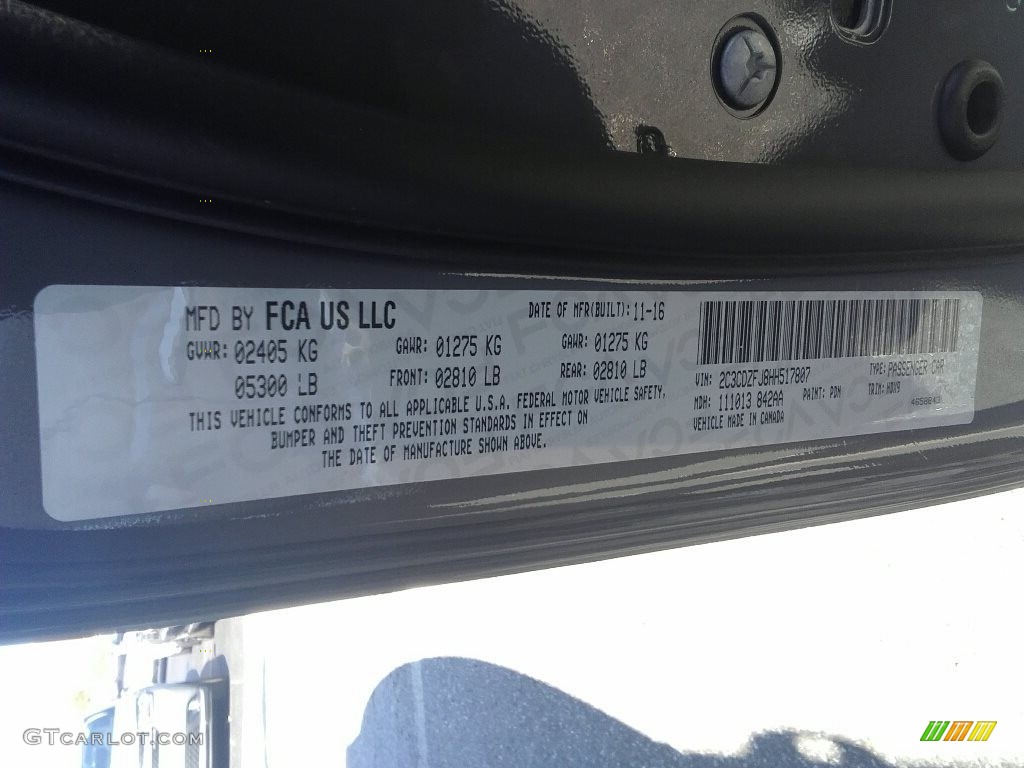 MFD BY FCA US LLC
DATE OF MFR(BUILT): 11-16
GVWR: 02405 KG
GAWR: 01275 KG
GAWR: 01275 KG
05300 LB
FRONT: 02810 LB
REAR: 02810 LB
THIS VEHICLE CONFORMS TO ALL APPLICABLE U.S.A. FEDERAL MOTOR VEHICLE SAFETY,
BUMPER AND THEFT PREVENTION STANDARDS IN EFFECT ON
THE DATE OF MANUFACTURE SHOWN ABOVE.
VIN: 2C3CDZFJ8HH517807
TYPE: PASSENGER CAR
MDH: 111013 842AA
PAINT: PDN
TRIM: HDX9
VEHICLE MADE IN CANADA
4658643
GTCARLOT.COM